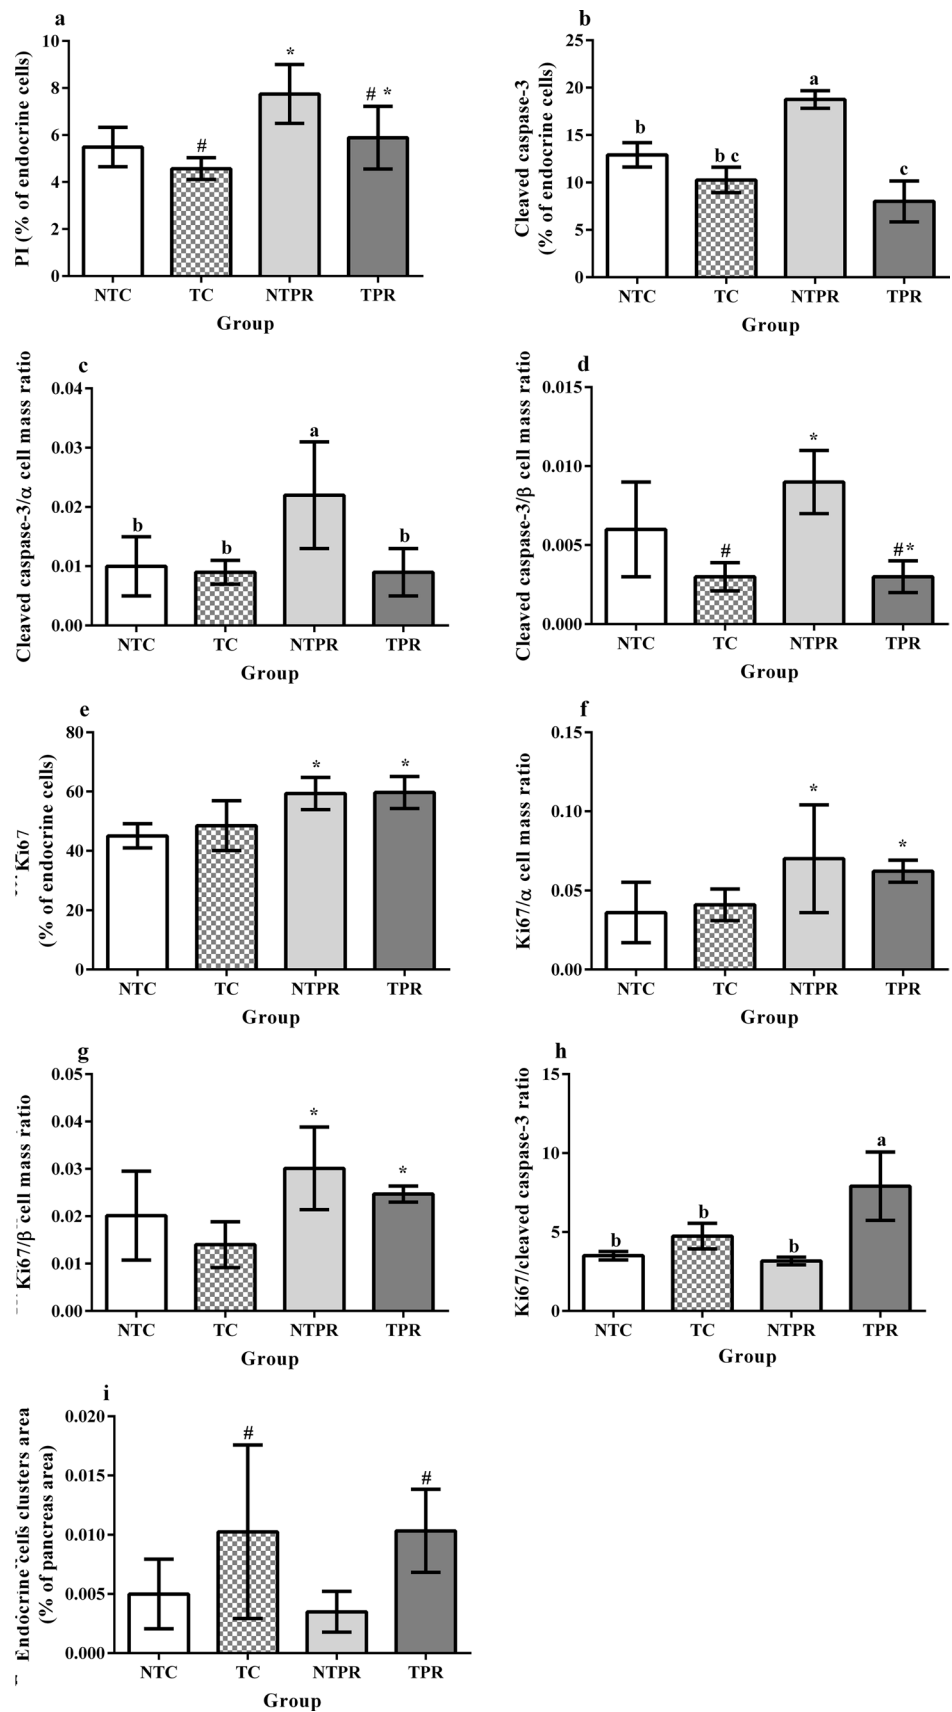 a
PI (% of endocrine cells)
10
8
6
4
2
0
*
# *
#
NTC TC NTPR TPR
Group
b
Cleaved caspase-3
(% of endocrine cells)
25
20
15
10
5
0
a
b
b c
c
NTC TC NTPR TPR
Group
c
Cleaved caspase-3/α cell mass ratio
0.04
0.03
0.02
0.01
0.00
a
b
b
b
NTC TC NTPR TPR
Group
d
Cleaved caspase-3/β cell mass ratio
0.015
0.010
0.005
0.000
*
#
#*
NTC TC NTPR TPR
Group
e
Ki67
(% of endocrine cells)
80
60
40
20
0
* *
NTC TC NTPR TPR
Group
f
Ki67/α cell mass ratio
0.15
0.10
0.05
0.00
*
*
NTC TC NTPR TPR
Group
g
Ki67/β cell mass ratio
0.05
0.04
0.03
0.02
0.01
0.00
*
*
NTC TC NTPR TPR
Group
h
Ki67/cleaved caspase-3 ratio
15
10
5
0
a
b
b
b
NTC TC NTPR TPR
Group
i
Endocrine cells clusters area
(% of pancreas area)
0.020
0.015
0.010
0.005
0.000
#
#
NTC TC NTPR TPR
Group